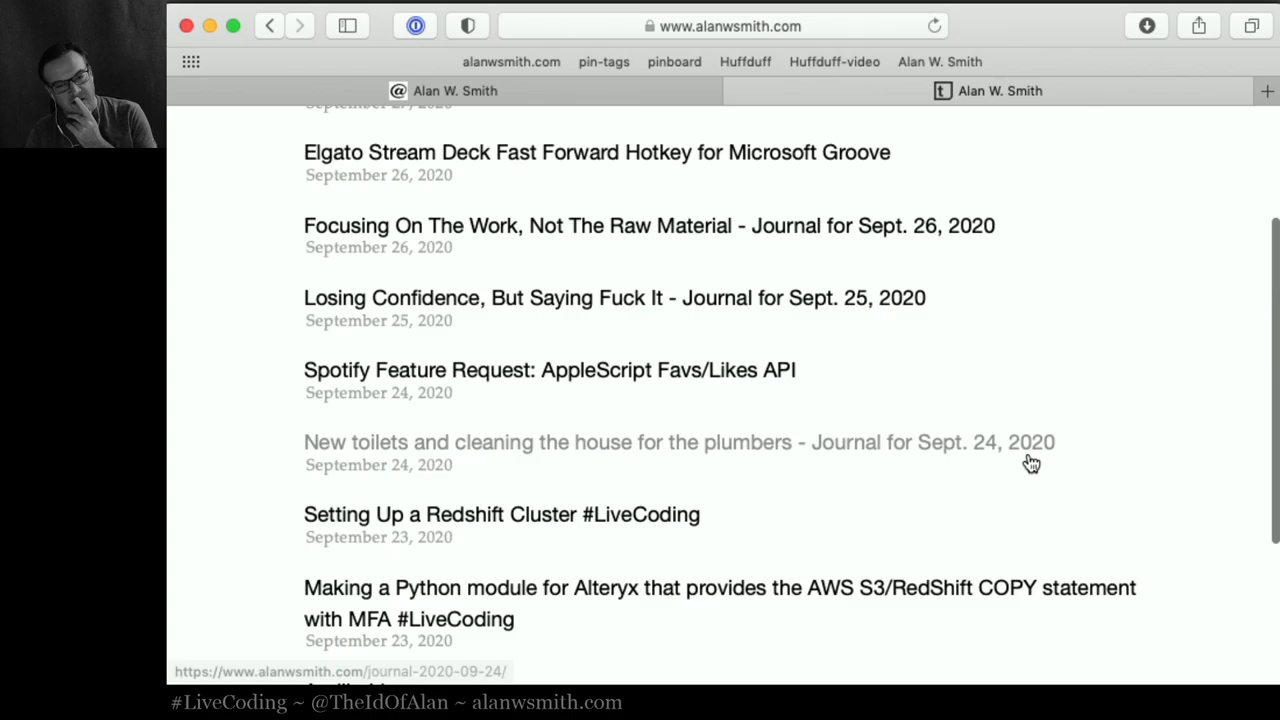 www.alanwsmith.com
alanwsmith.com pin-tags pinboard Huffduff Huffduff-video Alan W. Smith
@ Alan W. Smith t Alan W. Smith
September 27, 2020
Elgato Stream Deck Fast Forward Hotkey for Microsoft Groove
September 26, 2020
Focusing On The Work, Not The Raw Material - Journal for Sept. 26, 2020
September 26, 2020
Losing Confidence, But Saying Fuck It - Journal for Sept. 25, 2020
September 25, 2020
Spotify Feature Request: AppleScript Favs/Likes API
September 24, 2020
New toilets and cleaning the house for the plumbers - Journal for Sept. 24, 2020
September 24, 2020
Setting Up a Redshift Cluster #LiveCoding
September 23, 2020
Making a Python module for Alteryx that provides the AWS S3/RedShift COPY statement
with MFA #LiveCoding
September 23, 2020
https://www.alanwsmith.com/journal-2020-09-24/
#LiveCoding ~ @TheIdOfAlan ~ alanwsmith.com